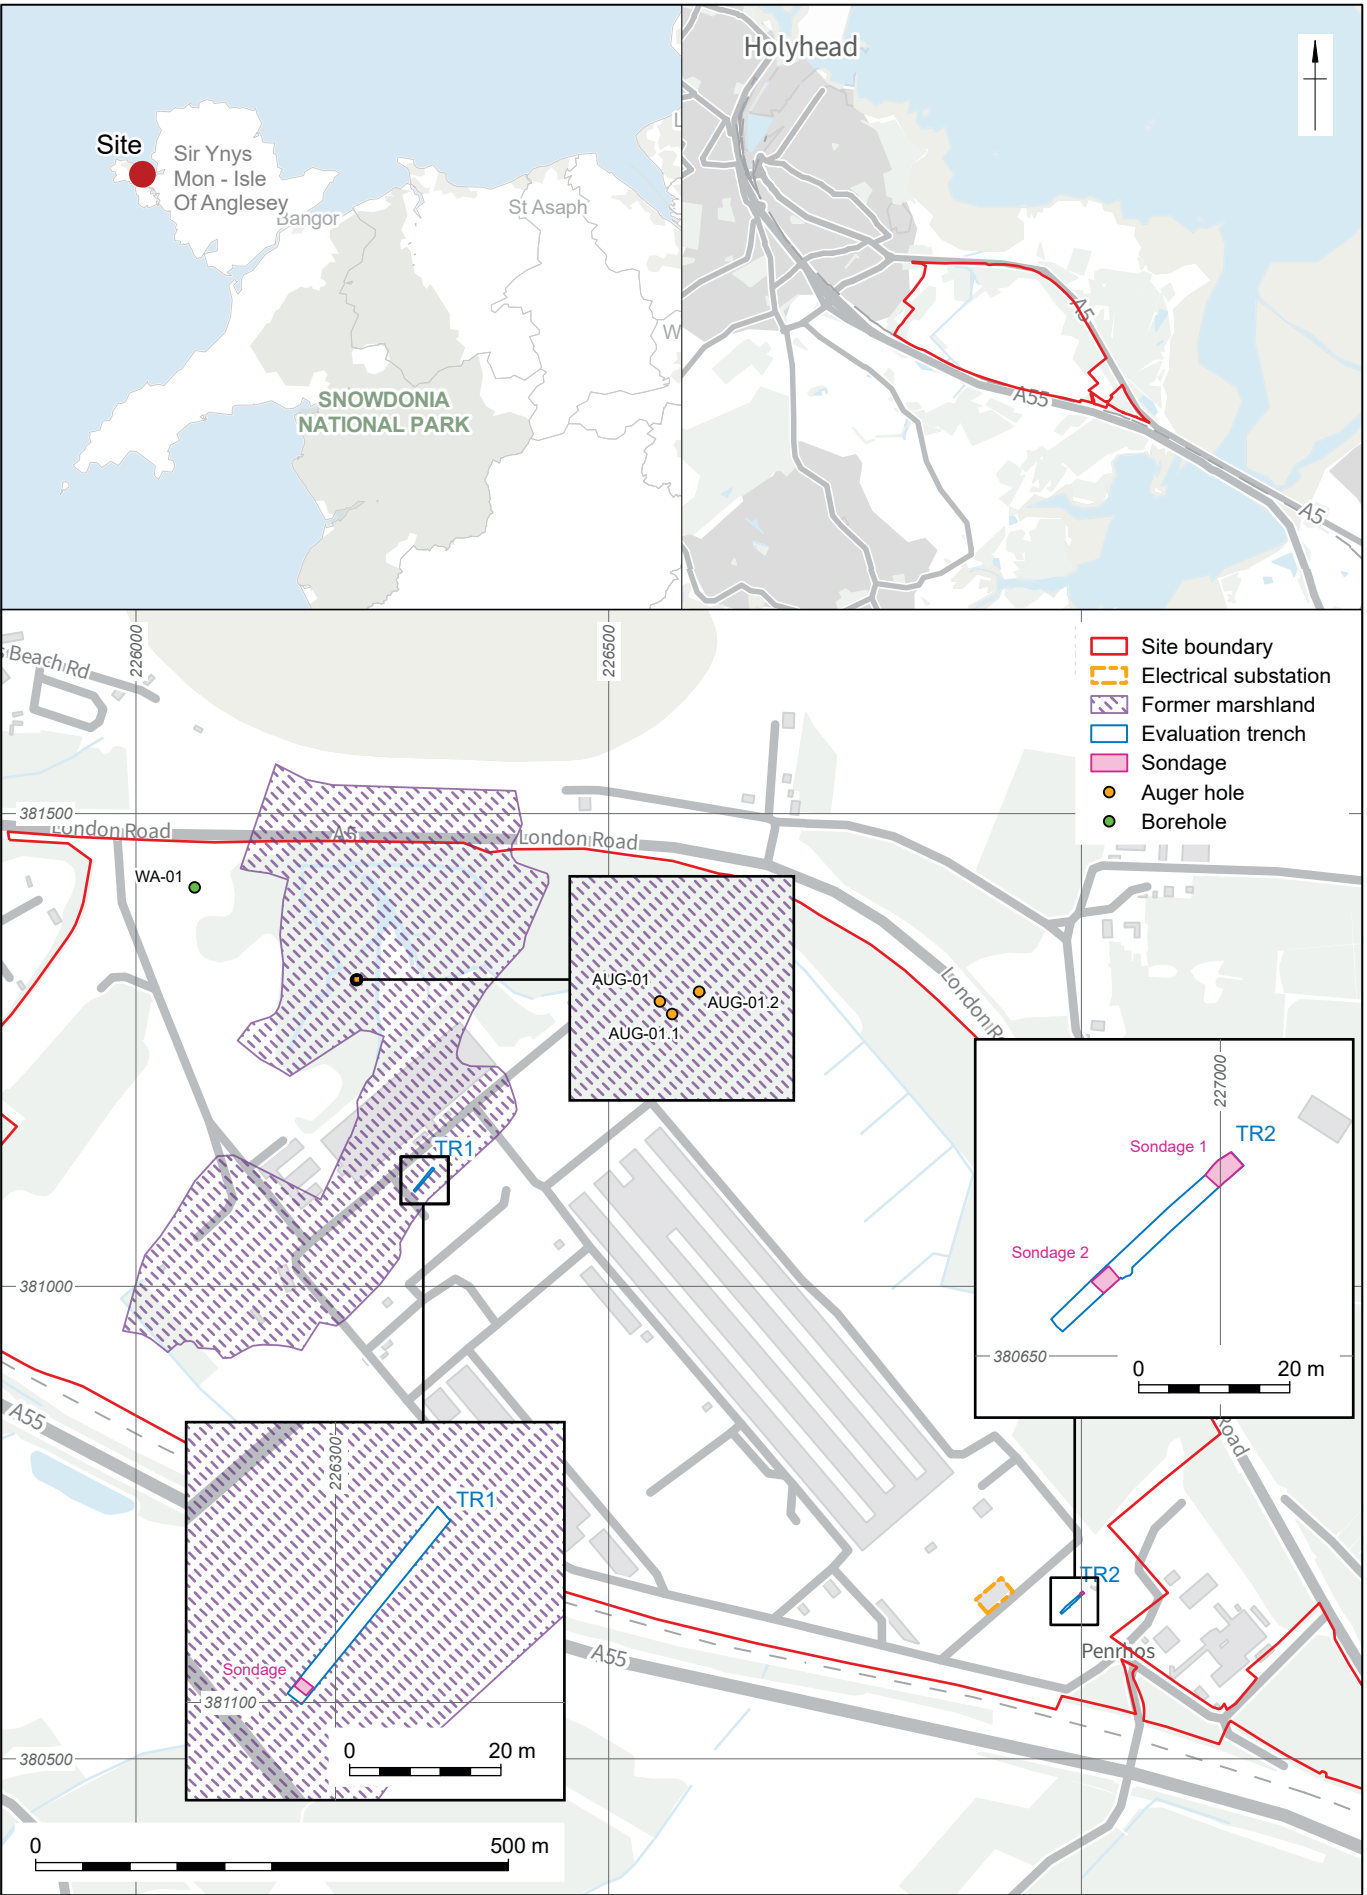 Site
Sir Ynys
Mon - Isle
Of Anglesey
Bangor
St Asaph
L
W
SNOWDONIA
NATIONAL PARK
Holyhead
A5
A55
A5
226000
226500
s Beach Rd
Site boundary
Electrical substation
Former marshland
Evaluation trench
Sondage
Auger hole
Borehole
381500
London Road
A5
London Road
WA-01
AUG-01
AUG-01.2
AUG-01.1
London R
227000
TR1
Sondage 1
TR2
Sondage 2
381000
380650
0
20 m
A55
Road
226300
TR1
TR2
Sondage
A55
Penrhos
381100
0
20 m
380500
0
500 m